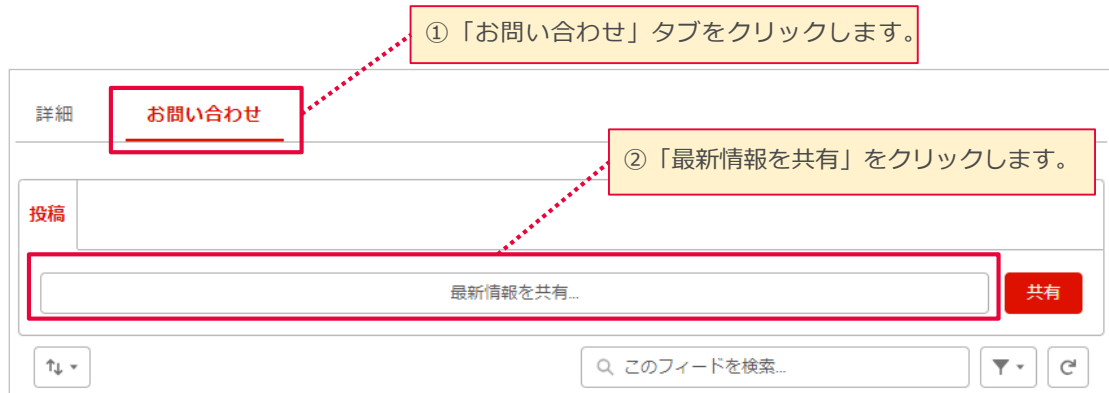 ①「お問い合わせ」タブをクリックします。
詳細
お問い合わせ
②「最新情報を共有」をクリックします。
投稿
最新情報を共有...
共有
このフィードを検索...